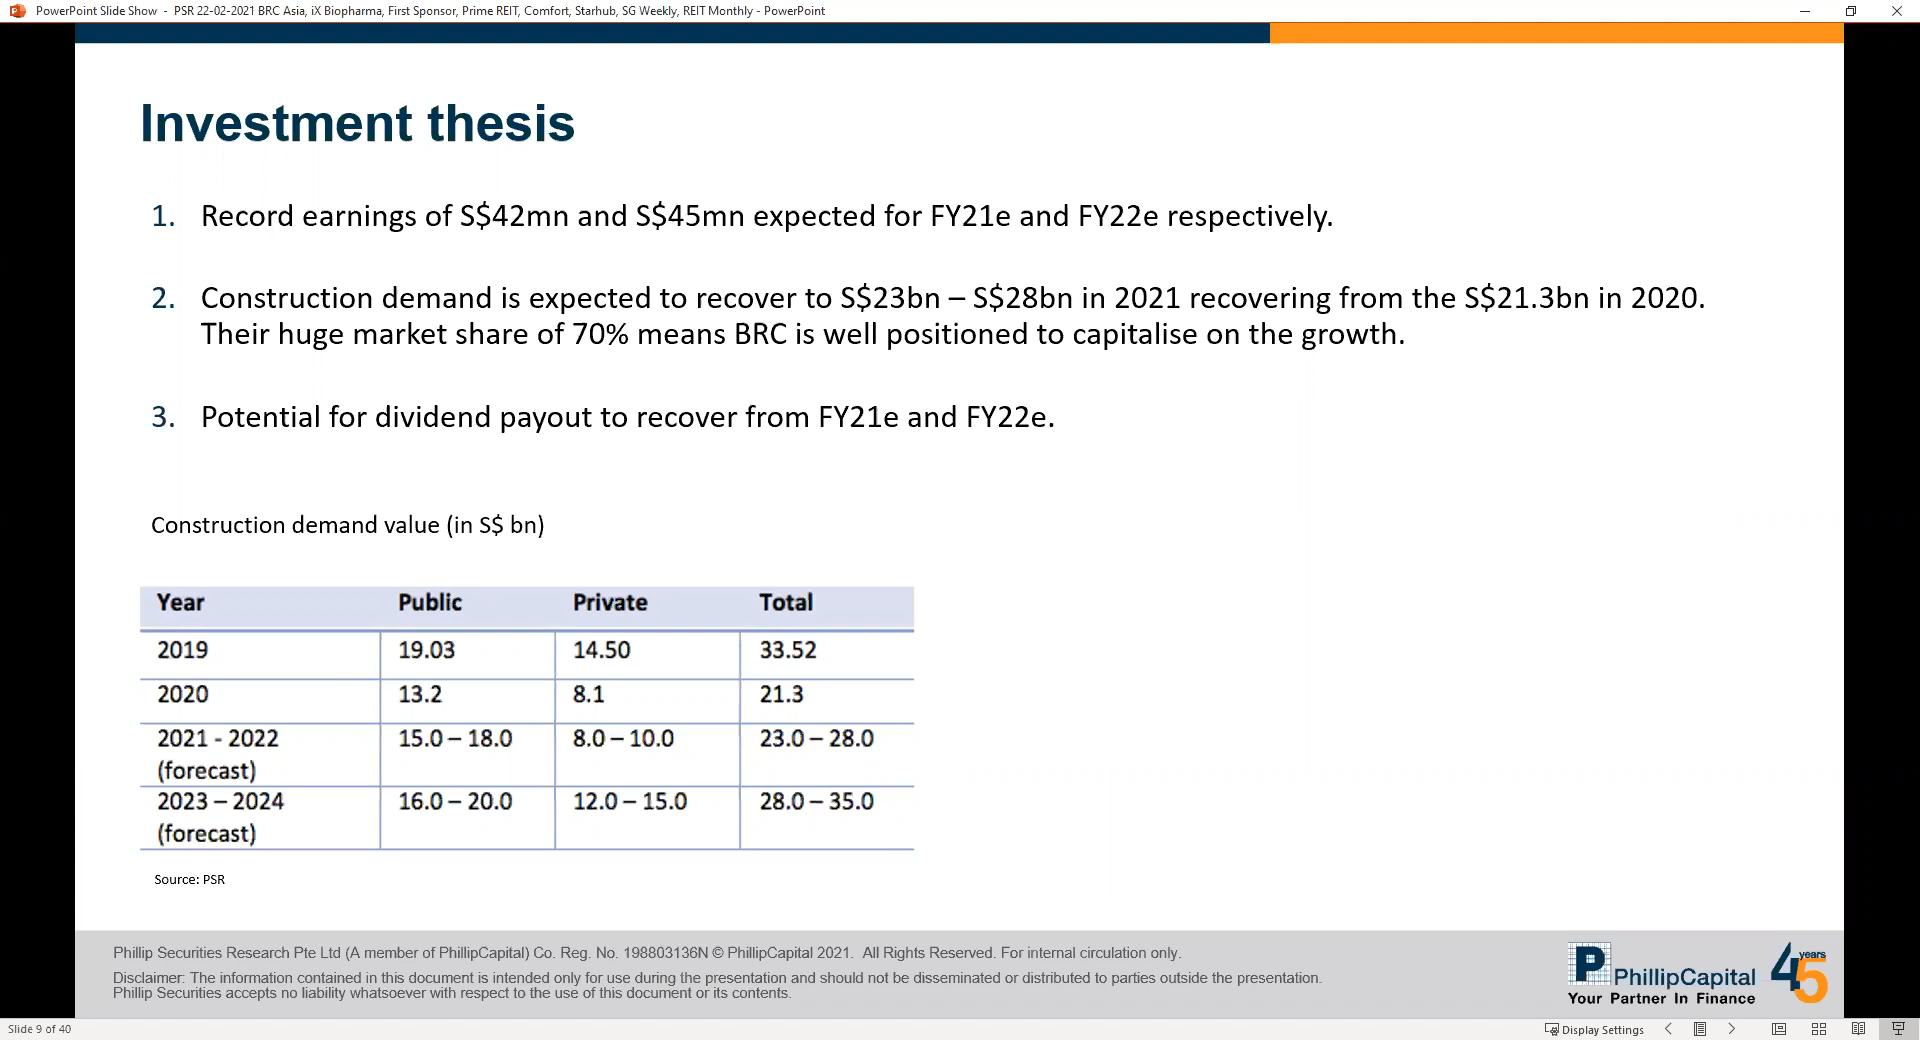 PowerPoint Slide Show - PSR 22-02-2021 BRC Asia, iX Biopharma, First Sponsor, Prime REIT, Comfort, Starhub, SG Weekly, REIT Monthly - PowerPoint
Investment thesis
1. Record earnings of S$42mn and S$45mn expected for FY21e and FY22e respectively.
2. Construction demand is expected to recover to S$23bn – S$28bn in 2021 recovering from the S$21.3bn in 2020.
Their huge market share of 70% means BRC is well positioned to capitalise on the growth.
3. Potential for dividend payout to recover from FY21e and FY22e.
Construction demand value (in S$ bn)
Year Public Private Total
2019 19.03 14.50 33.52
2020 13.2 8.1 21.3
2021 - 2022 15.0 – 18.0 8.0 – 10.0 23.0 – 28.0
(forecast)
2023 – 2024 16.0 – 20.0 12.0 – 15.0 28.0 – 35.0
(forecast)
Source: PSR
Phillip Securities Research Pte Ltd (A member of PhillipCapital) Co. Reg. No. 198803136N © PhillipCapital 2021. All Rights Reserved. For internal circulation only.
Disclaimer: The information contained in this document is intended only for use during the presentation and should not be disseminated or distributed to parties outside the presentation.
Phillip Securities accepts no liability whatsoever with respect to the use of this document or its contents.
P PhillipCapital
Your Partner In Finance
45 years
Slide 9 of 40
Display Settings